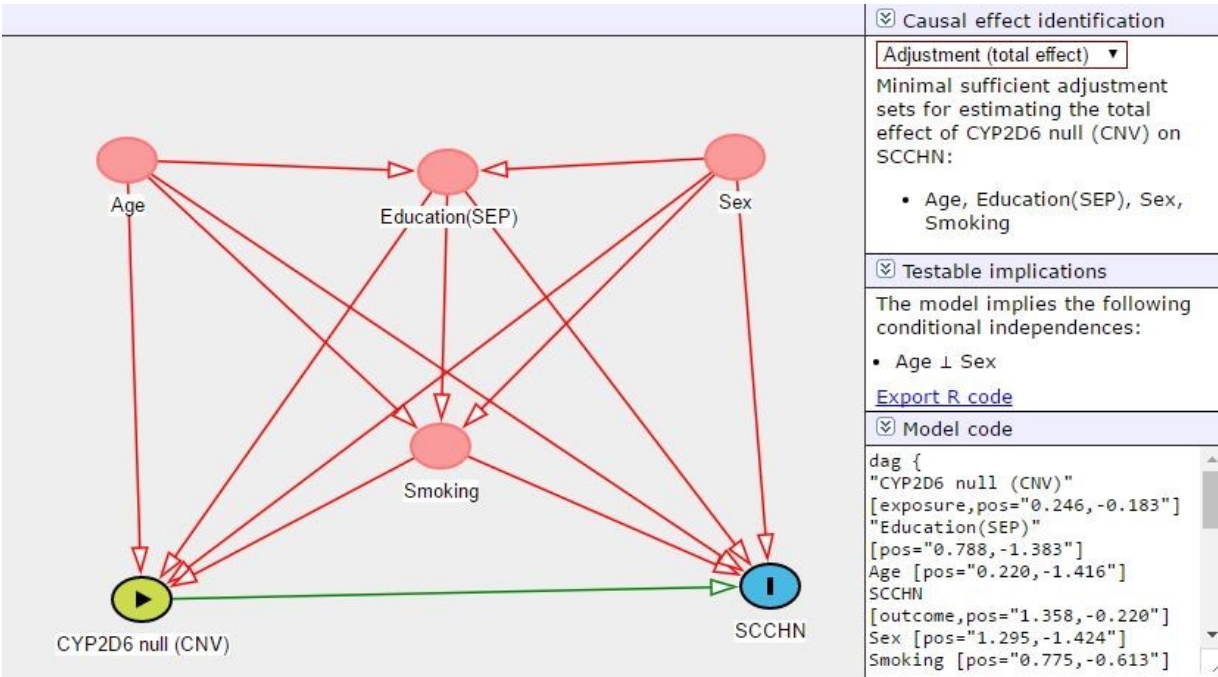 Age
Education(SEP)
Sex
Smoking
CYP2D6 null (CNV)
SCCHN
Causal effect identification
Adjustment (total effect)
Minimal sufficient adjustment
sets for estimating the total
effect of CYP2D6 null (CNV) on
SCCHN:
• Age, Education(SEP), Sex,
Smoking
Testable implications
The model implies the following
conditional independences:
• Age ⊥ Sex
Export R code
Model code
dag {
"CYP2D6 null (CNV)"
[exposure,pos="0.246,-0.183"]
"Education(SEP)"
[pos="0.788,-1.383"]
Age [pos="0.220,-1.416"]
SCCHN
[outcome,pos="1.358,-0.220"]
Sex [pos="1.295,-1.424"]
Smoking [pos="0.775,-0.613"]